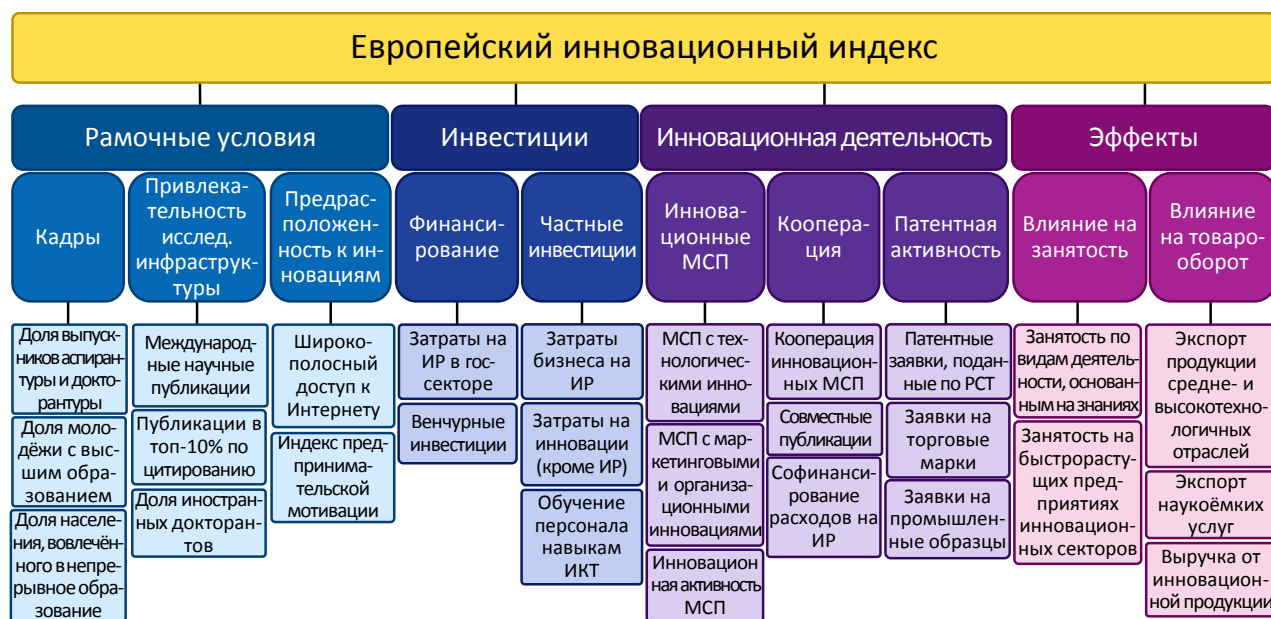 Европейский инновационный индекс
Рамочные условия
Инвестиции
Инновационная деятельность
Эффекты
Кадры
Привлека-
тельность
исслед.
инфраструк-
туры
Предрас-
положен-
ность к ин-
новациям
Финанси-
рование
Частные
инвестиции
Иннова-
ционные
МСП
Коопера-
ция
Патентная
активность
Влияние на
занятость
Влияние
на товаро-
оборот
Доля выпуск-
ников аспиран-
туры и докто-
рантуры
Доля моло-
дёжи с выс-
шим обра-
зованием
Доля населе-
ния, вовлечён-
ного в непре-
рывное обра-
зование
Международ-
ные научные
публикации
Публикации в
топ-10% по
цитированию
Доля иностран-
ных докторан-
тов
Широко-
полосный
доступ к
Интернету
Индекс пред-
принима-
тельской
мотивации
Затраты на
ИР в гос-
секторе
Венчурные
инвестиции
Затраты
бизнеса на
ИР
Затраты на
инновации
(кроме ИР)
Обучение
персонала
навыкам
ИКТ
МСП с тех-
нологичес-
кими инно-
вациями
МСП с мар-
кетинговыми
и организа-
ционными
инновациями
Инновацион
ная активность
МСП
Кооперация
инновацион-
ных МСП
Совместные
публикации
Софинанси-
рование
расходов на
ИР
Патентные
заявки, подан-
ные по PCT
Заявки на
торговые
марки
Заявки на
промышлен-
ные образцы
Занятость по
видам деятель-
ности, основан-
ным на знаниях
Занятость на
быстрорасту-
щих пред-
приятиях
инновацион-
ных секторов
Экспорт
продукции
средне- и
высокотехно-
логичных
отраслей
Экспорт
наукоёмких
услуг
Выручка от
инновацион-
ной продукции